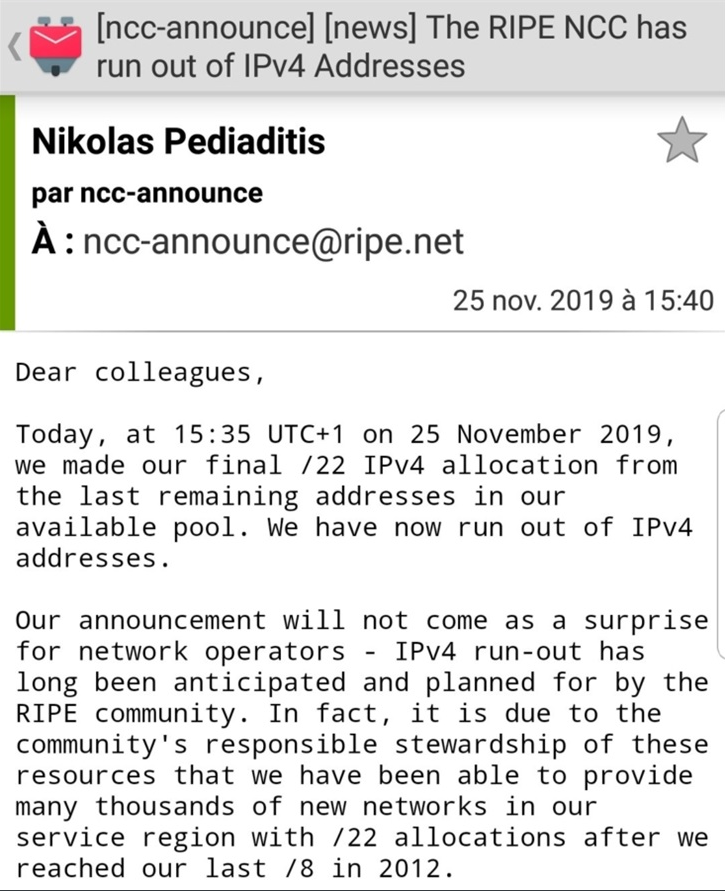 [ncc-announce] [news] The RIPE NCC has
run out of IPv4 Addresses
Nikolas Pediaditis
par ncc-announce
À : ncc-announce@ripe.net
25 nov. 2019 à 15:40
Dear colleagues,
Today, at 15:35 UTC+1 on 25 November 2019,
we made our final /22 IPv4 allocation from
the last remaining addresses in our
available pool. We have now run out of IPv4
addresses.
Our announcement will not come as a surprise
for network operators - IPv4 run-out has
long been anticipated and planned for by the
RIPE community. In fact, it is due to the
community's responsible stewardship of these
resources that we have been able to provide
many thousands of new networks in our
service region with /22 allocations after we
reached our last /8 in 2012.